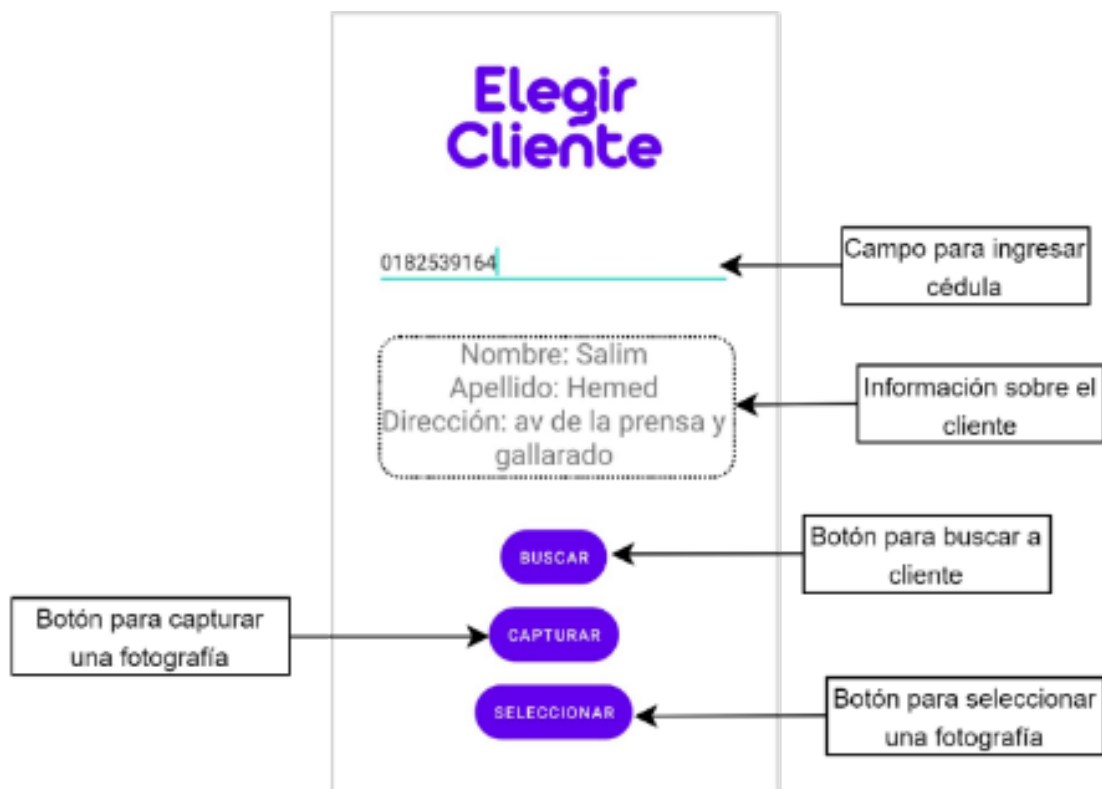 Elegir
Cliente
0182539164
Campo para ingresar
cédula
Nombre: Salim
Apellido: Hemed
Dirección: av de la prensa y
gallarado
Información sobre el
cliente
BUSCAR
Botón para buscar a
cliente
Botón para capturar
una fotografía
CAPTURAR
SELECCIONAR
Botón para seleccionar
una fotografía